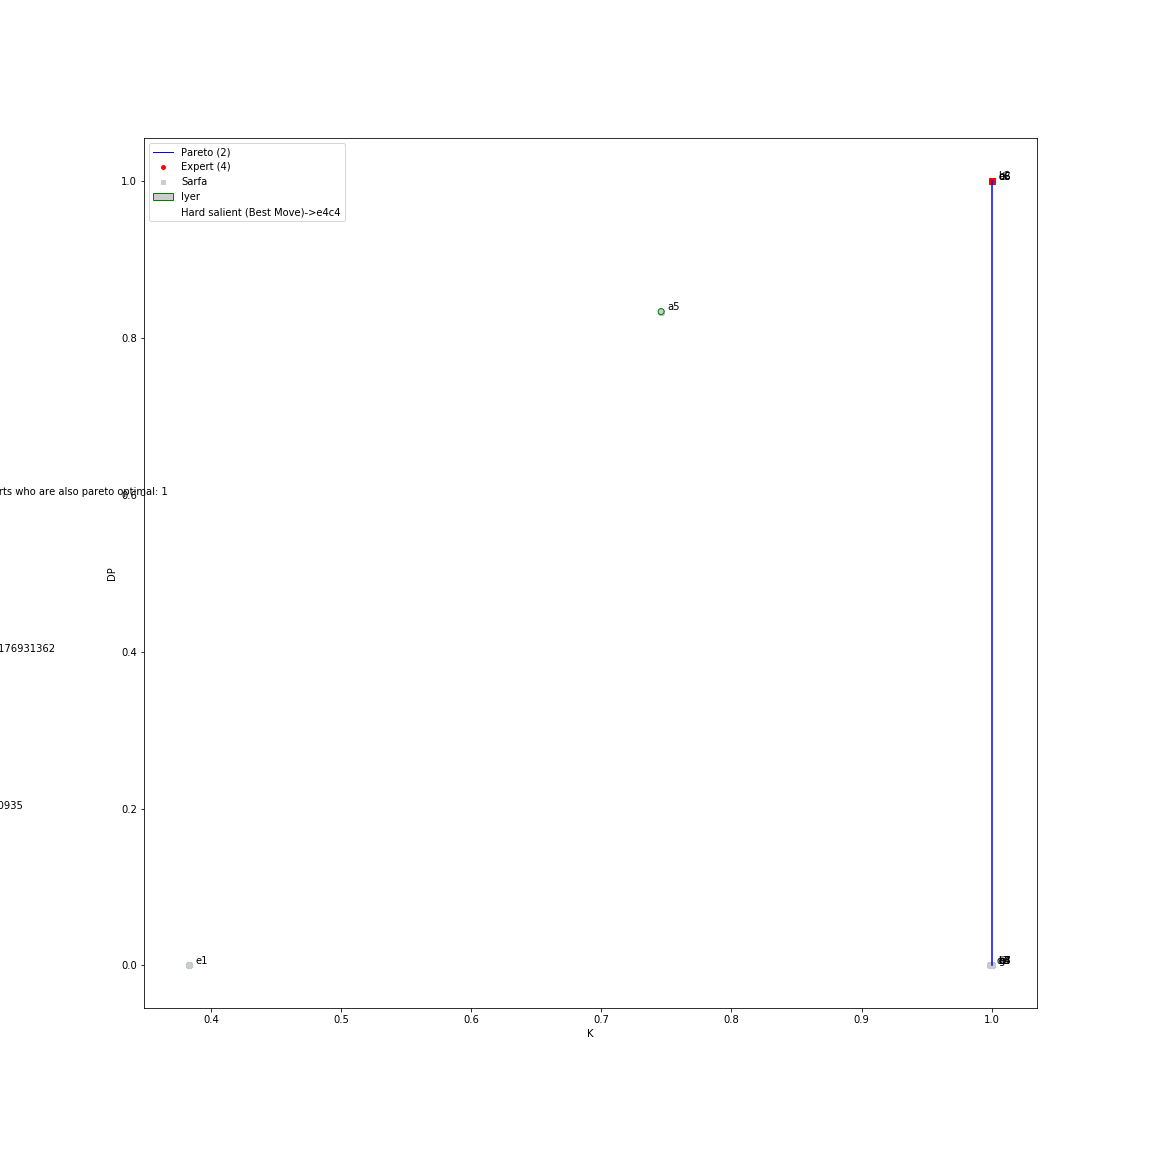 Pareto (2)
Expert (4)
Sarfa
Iyer
Hard salient (Best Move)->e4c4
1.0
a5
0.8
rts who are also pareto optimal: 1
0.6
DP
176931362
0.4
0935
0.2
0.0
e1
0.4
0.5
0.6
0.7
0.8
0.9
1.0
K